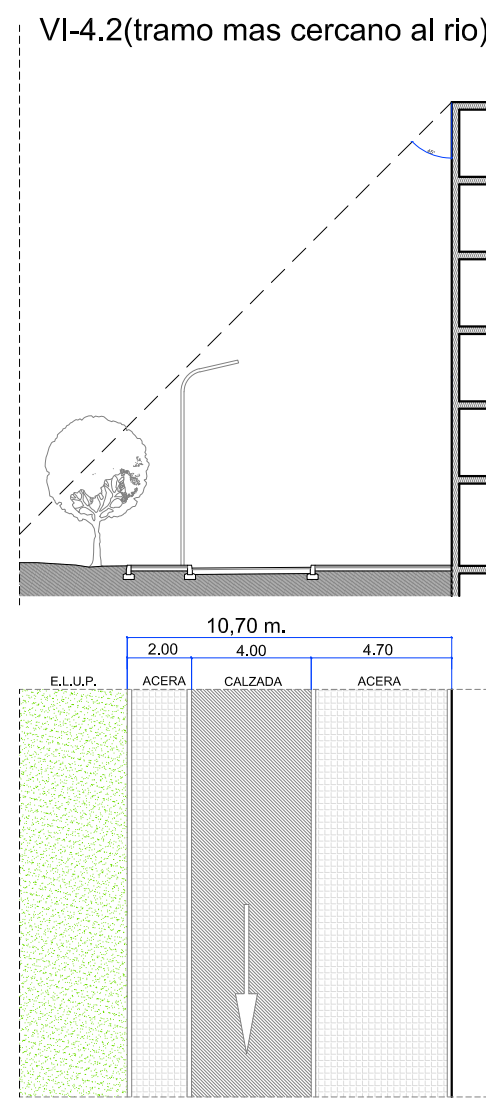 VI-4.2(tramo mas cercano al rio)
45°
10,70 m.
2.00 4.00 4.70
E.L.U.P. ACERA CALZADA ACERA